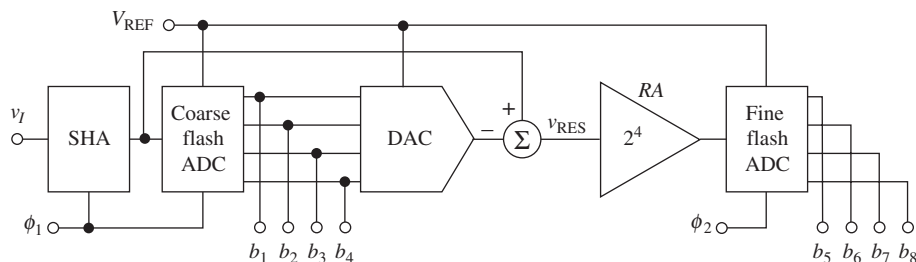 V_REF
v_I
SHA
Coarse
flash
ADC
DAC
+
−
Σ
v_RES
RA
2^4
Fine
flash
ADC
ϕ_1
b_1 b_2 b_3 b_4
ϕ_2
b_5 b_6 b_7 b_8